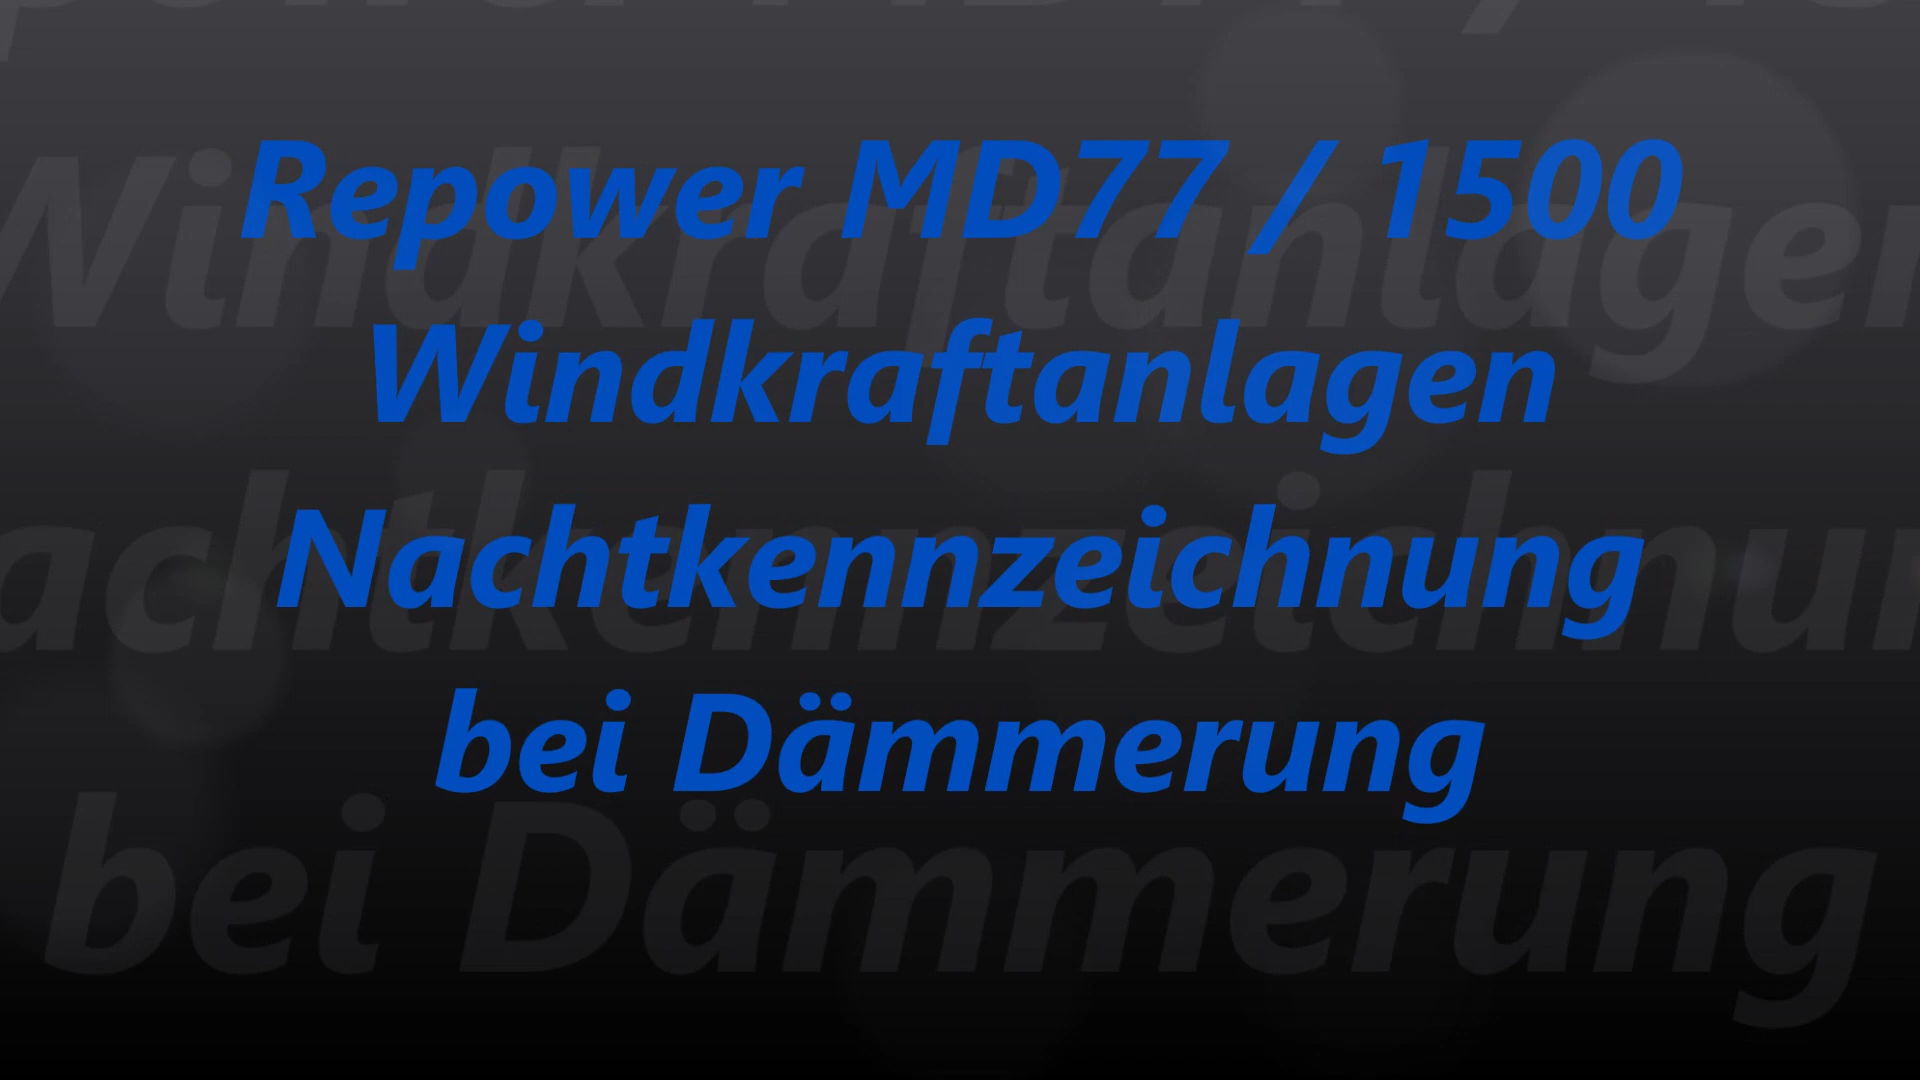 Repower MD77 / 1500
Windkraftanlagen
Nachtkennzeichnung
bei Dämmerung